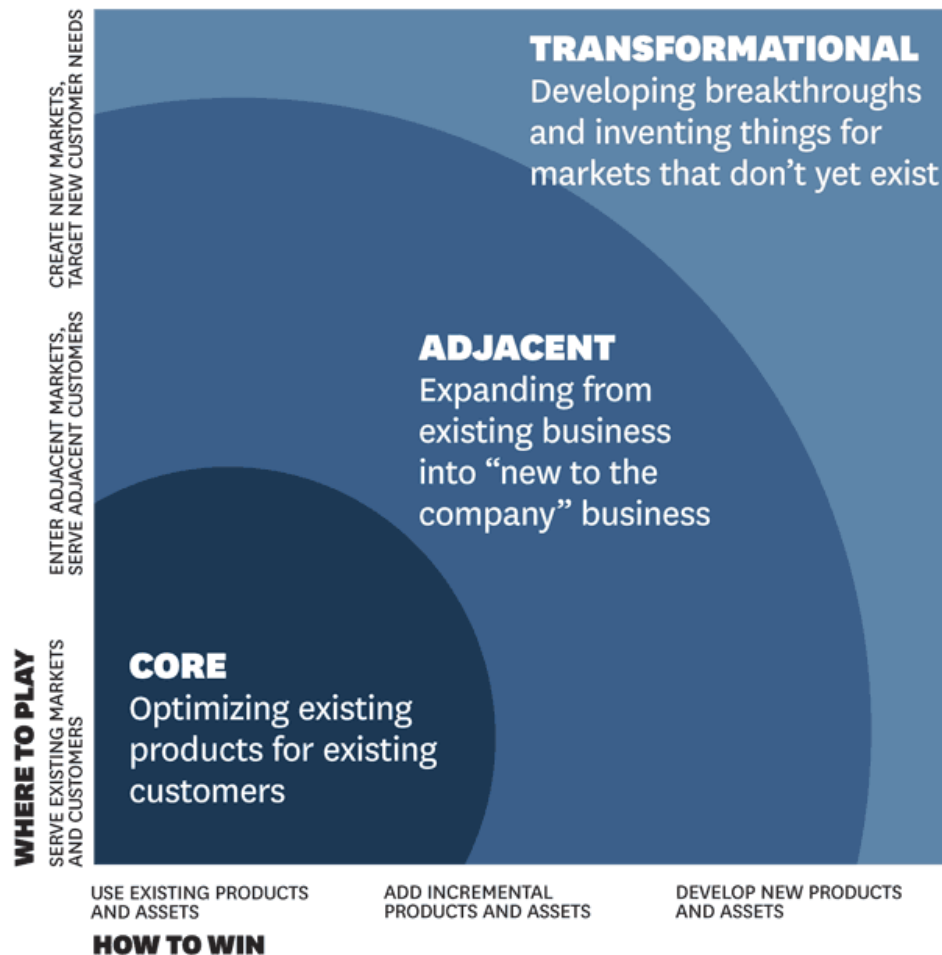 TRANSFORMATIONAL
Developing breakthroughs
and inventing things for
markets that don’t yet exist
ADJACENT
Expanding from
existing business
into “new to the
company” business
CORE
Optimizing existing
products for existing
customers
WHERE TO PLAY
CREATE NEW MARKETS,
TARGET NEW CUSTOMER NEEDS
ENTER ADJACENT MARKETS,
SERVE ADJACENT CUSTOMERS
SERVE EXISTING MARKETS
AND CUSTOMERS
USE EXISTING PRODUCTS
AND ASSETS
ADD INCREMENTAL
PRODUCTS AND ASSETS
DEVELOP NEW PRODUCTS
AND ASSETS
HOW TO WIN